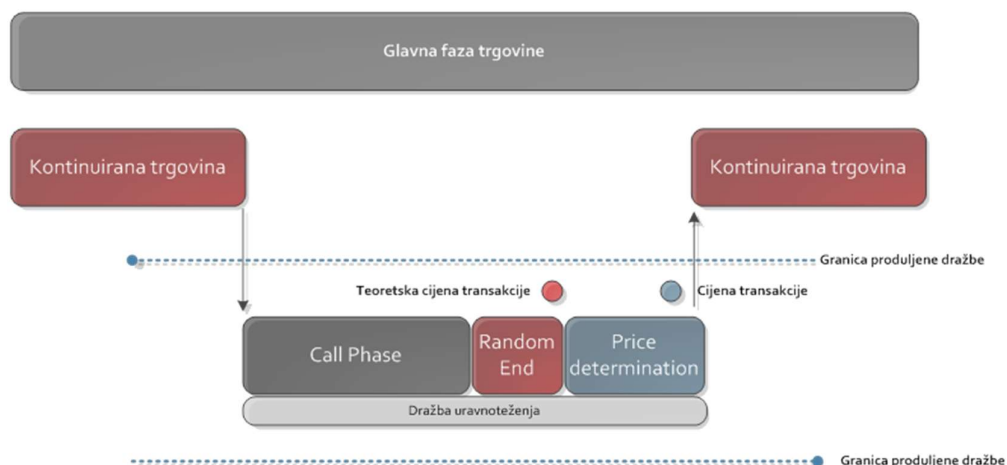 Glavna faza trgovine
Kontinuirana trgovina
Kontinuirana trgovina
Granica produljene dražbe
Teoretska cijena transakcije
Cijena transakcije
Call Phase
Random
End
Price
determination
Dražba uravnoteženja
Granica produljene dražbe